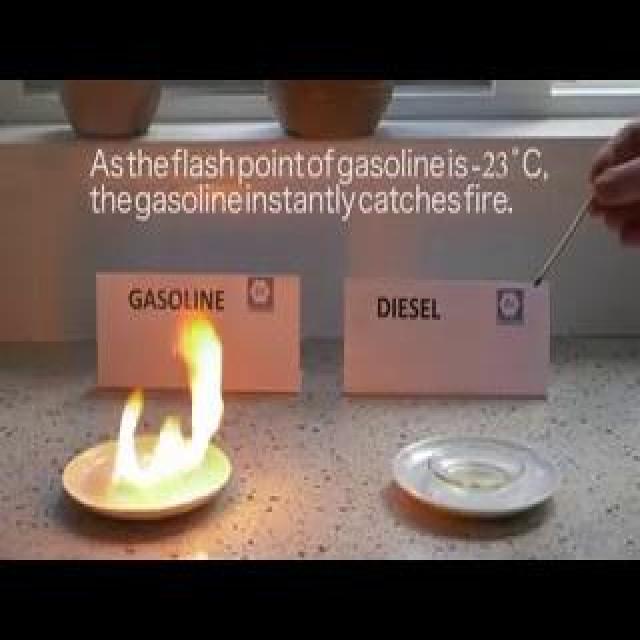 As the flash point of gasoline is -23°C,
the gasoline instantly catches fire.
GASOLINE
DIESEL